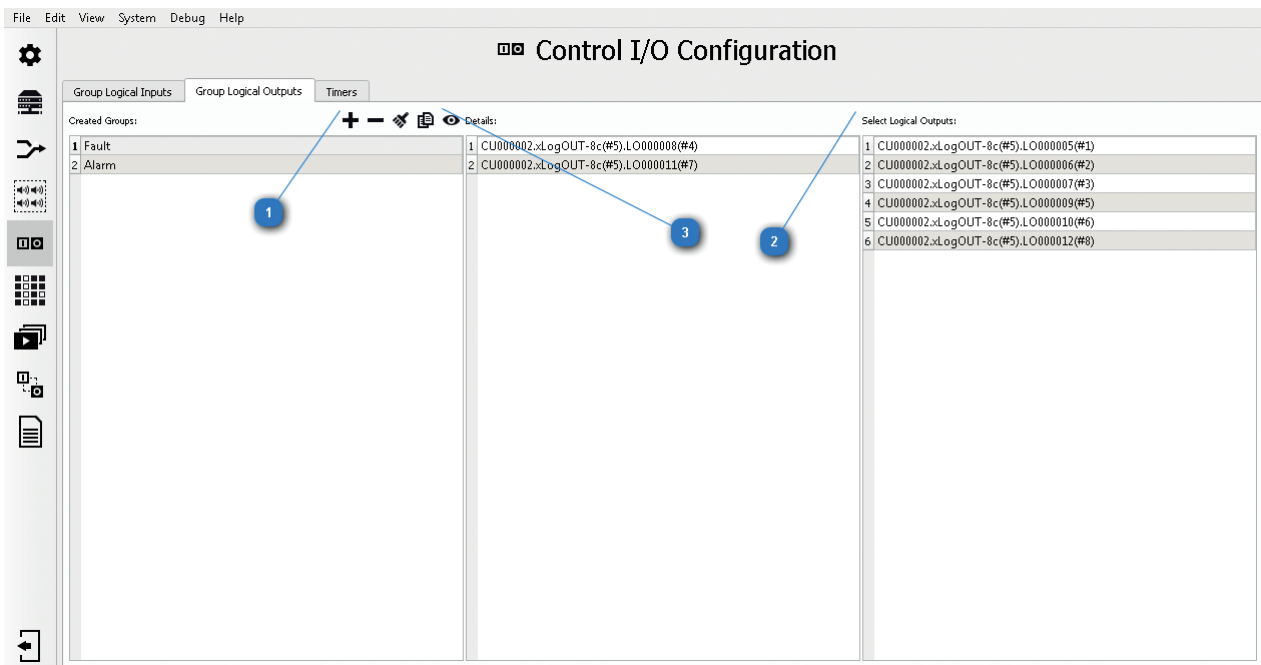 File Edit View System Debug Help
Control I/O Configuration
Group Logical Inputs Group Logical Outputs Timers
Created Groups:
1 Fault
2 Alarm
Details:
1 CU000002.xLogOUT-8c(#5).LO000008(#4)
2 CU000002.xLogOUT-8c(#5).LO000011(#7)
Select Logical Outputs:
1 CU000002.xLogOUT-8c(#5).LO000005(#1)
2 CU000002.xLogOUT-8c(#5).LO000006(#2)
3 CU000002.xLogOUT-8c(#5).LO000007(#3)
4 CU000002.xLogOUT-8c(#5).LO000009(#5)
5 CU000002.xLogOUT-8c(#5).LO000010(#6)
6 CU000002.xLogOUT-8c(#5).LO000012(#8)
1
3
2